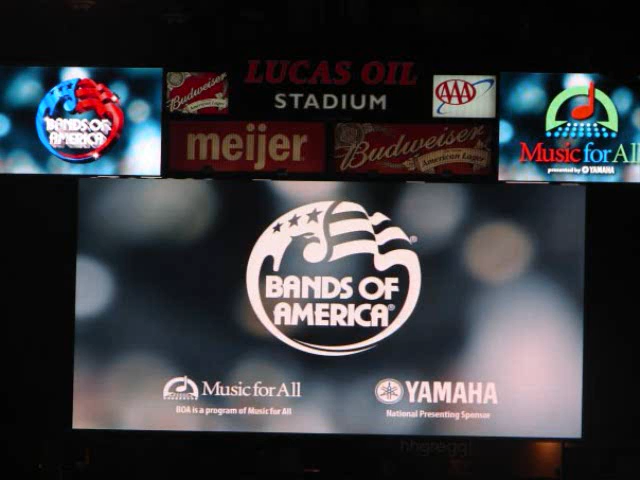 LUCAS OIL
STADIUM
Budweiser
AAA
meijer
Budweiser
American Lager
BANDS OF
AMERICA
Music for All
presented by YAMAHA
BANDS OF
AMERICA®
Music for All
BOA is a program of Music for All
YAMAHA
National Presenting Sponsor
hhgregg